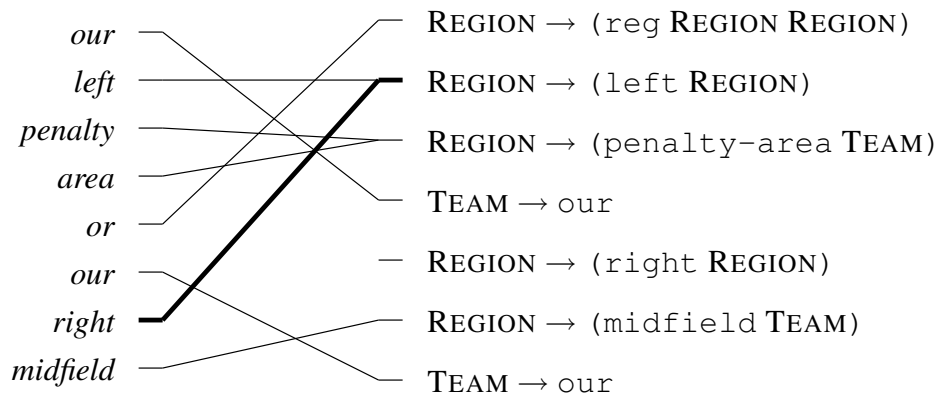 our
left
penalty
area
or
our
right
midfield
REGION → (reg REGION REGION)
REGION → (left REGION)
REGION → (penalty-area TEAM)
TEAM → our
REGION → (right REGION)
REGION → (midfield TEAM)
TEAM → our